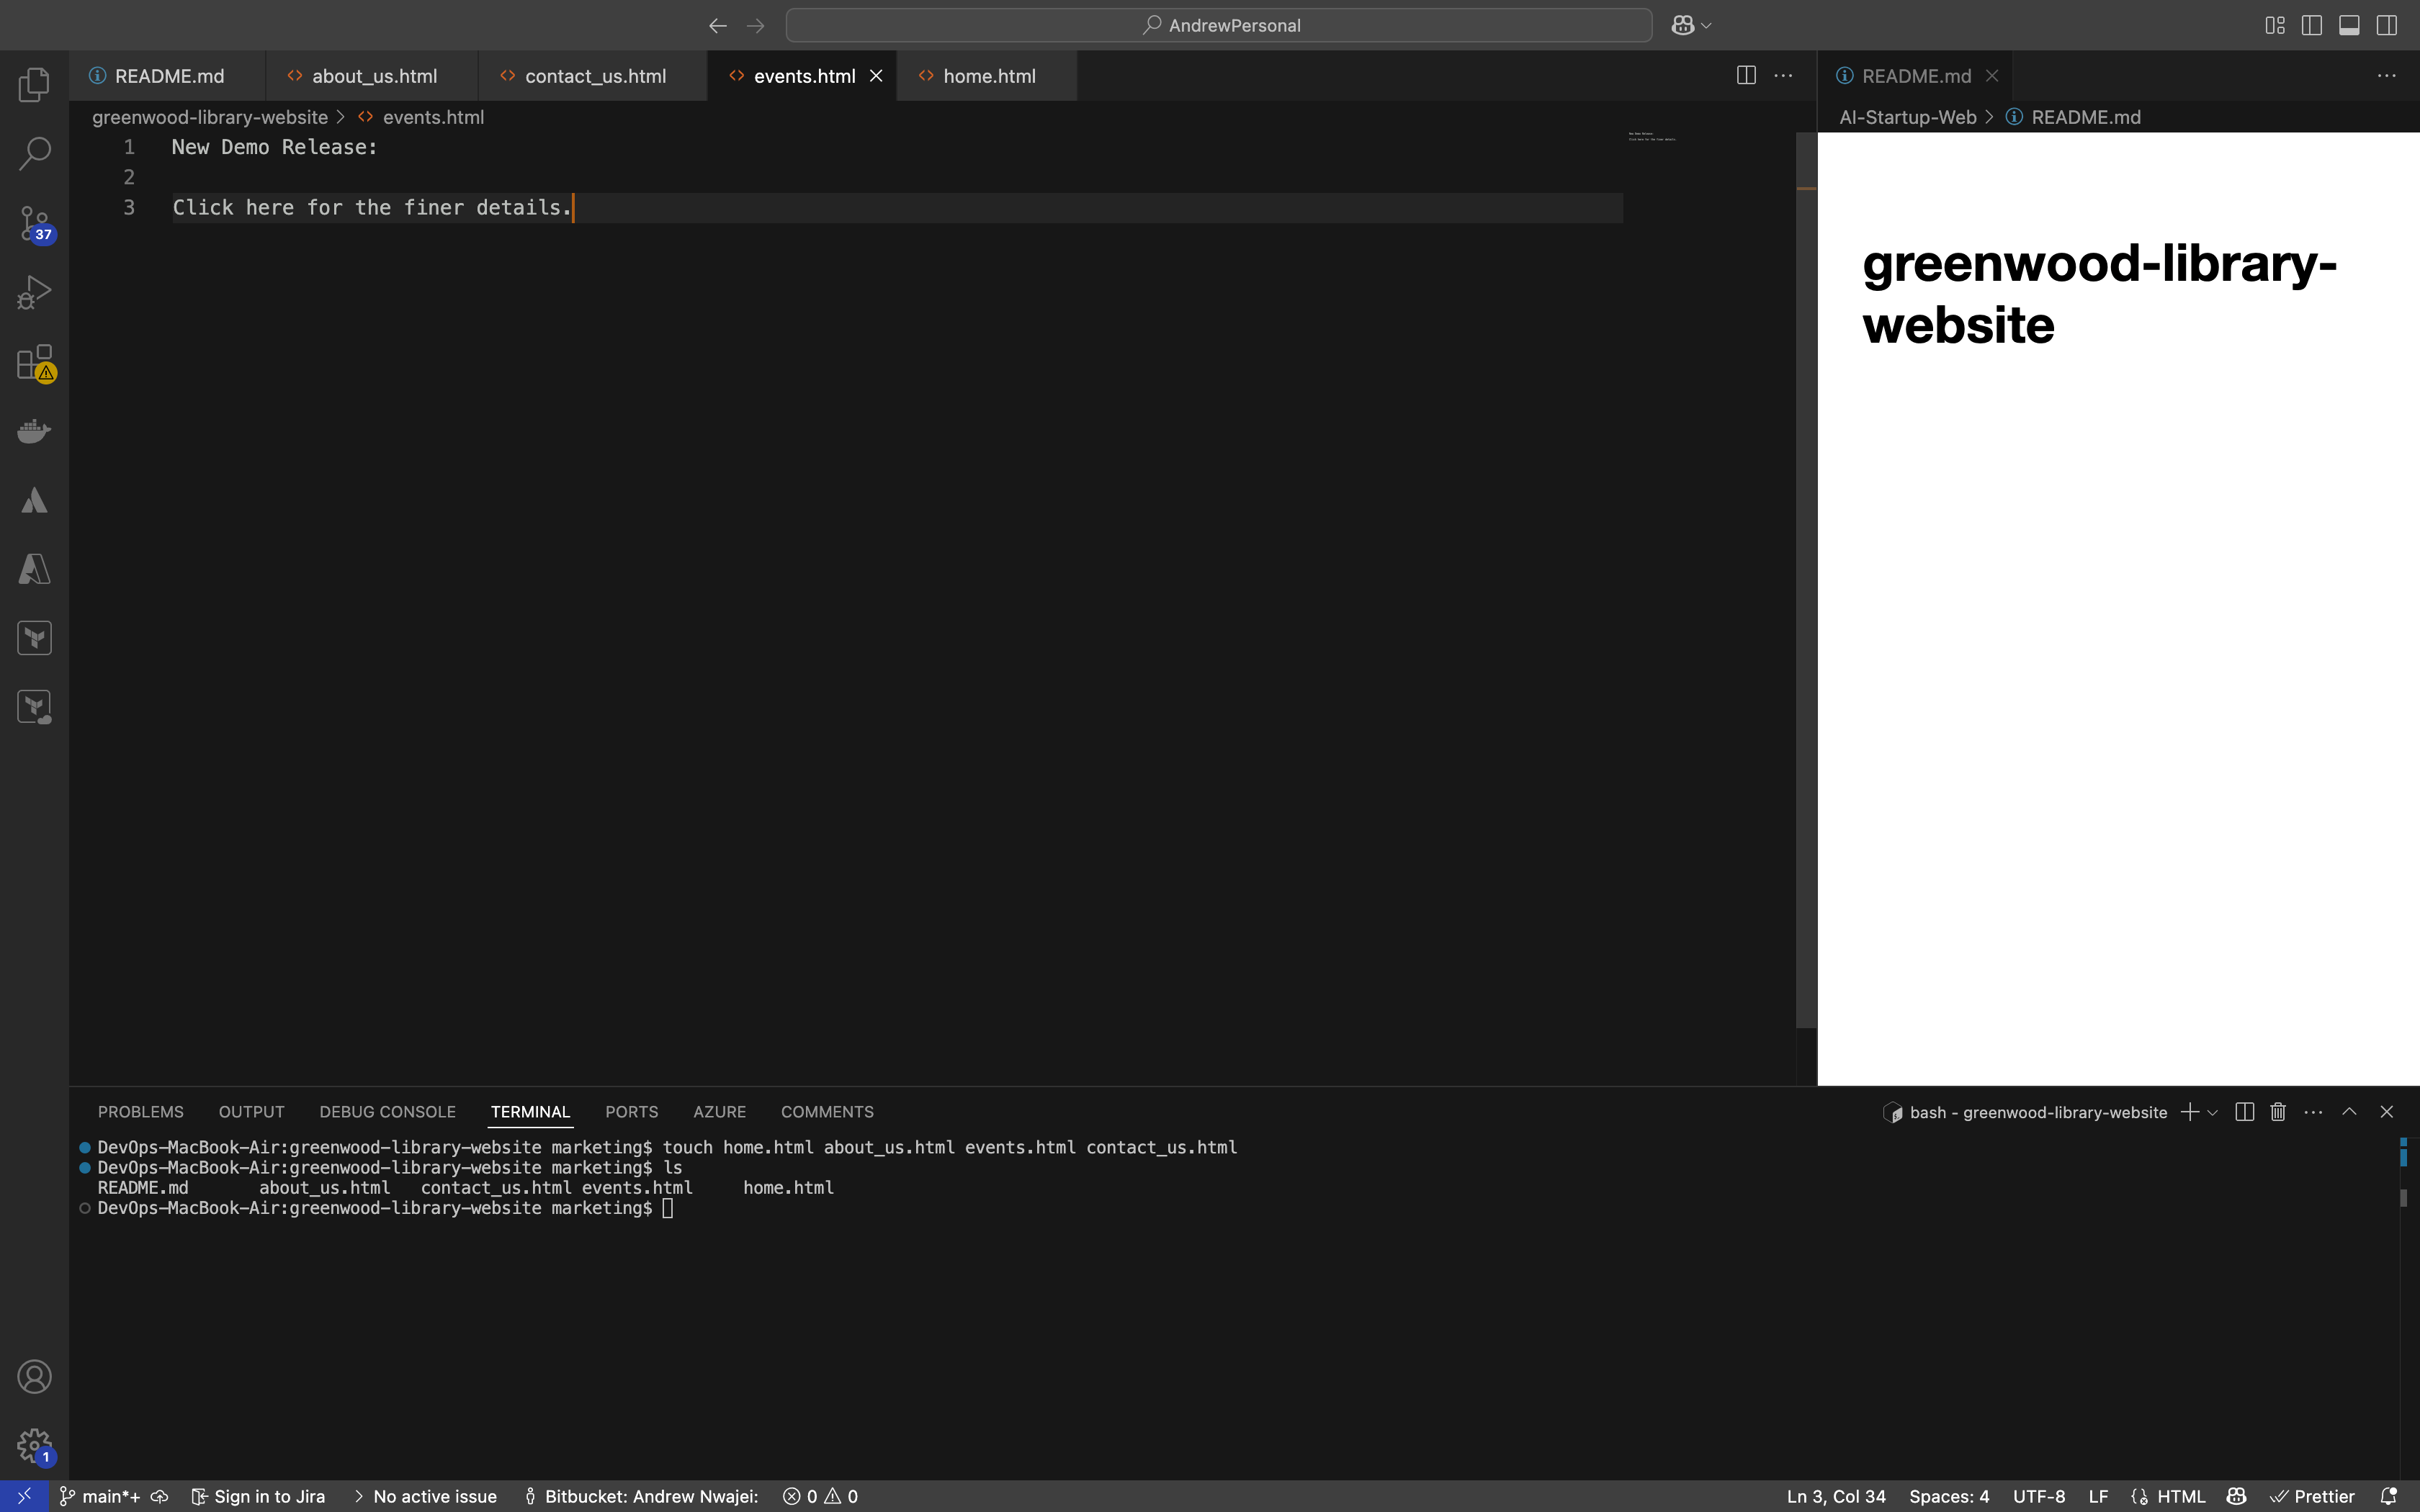 AndrewPersonal
README.md about_us.html contact_us.html events.html home.html
README.md
greenwood-library-website > events.html
AI-Startup-Web > README.md
1 New Demo Release:
2
3 Click here for the finer details.
greenwood-library-
website
37
1
PROBLEMS OUTPUT DEBUG CONSOLE TERMINAL PORTS AZURE COMMENTS
bash - greenwood-library-website
DevOps-MacBook-Air:greenwood-library-website marketing$ touch home.html about_us.html events.html contact_us.html
DevOps-MacBook-Air:greenwood-library-website marketing$ ls
README.md about_us.html contact_us.html events.html home.html
DevOps-MacBook-Air:greenwood-library-website marketing$
main*+ Sign in to Jira No active issue Bitbucket: Andrew Nwajei: 0 0
Ln 3, Col 34 Spaces: 4 UTF-8 LF HTML Prettier